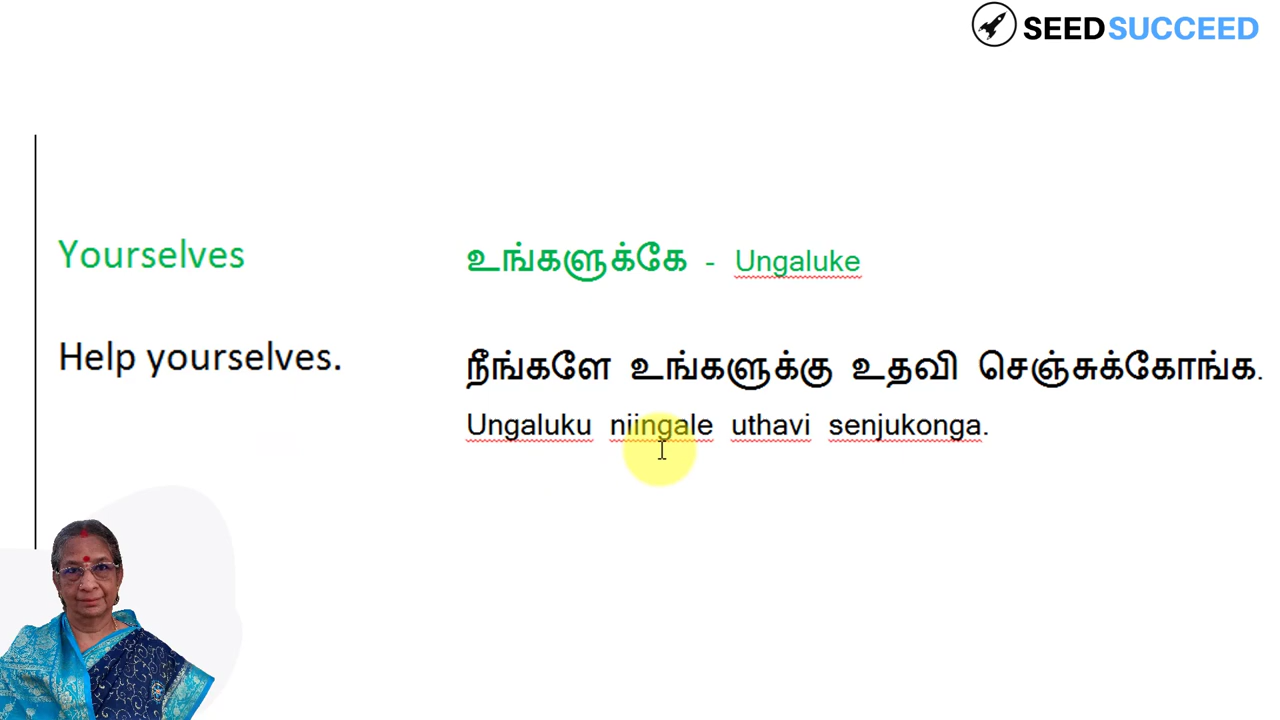 SEEDSUCCEED
Yourselves உங்களுக்கே - Ungaluke
Help yourselves. நீங்களே உங்களுக்கு உதவி செஞ்சுக்கோங்க.
Ungaluku niingale uthavi senjukonga.